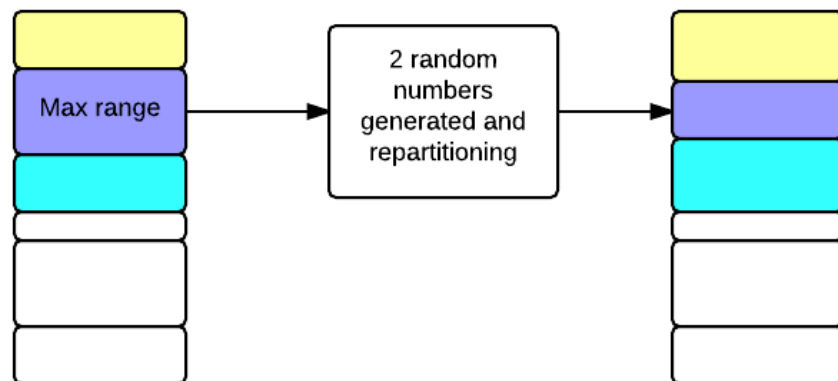 Max range
2 random
numbers
generated and
repartitioning